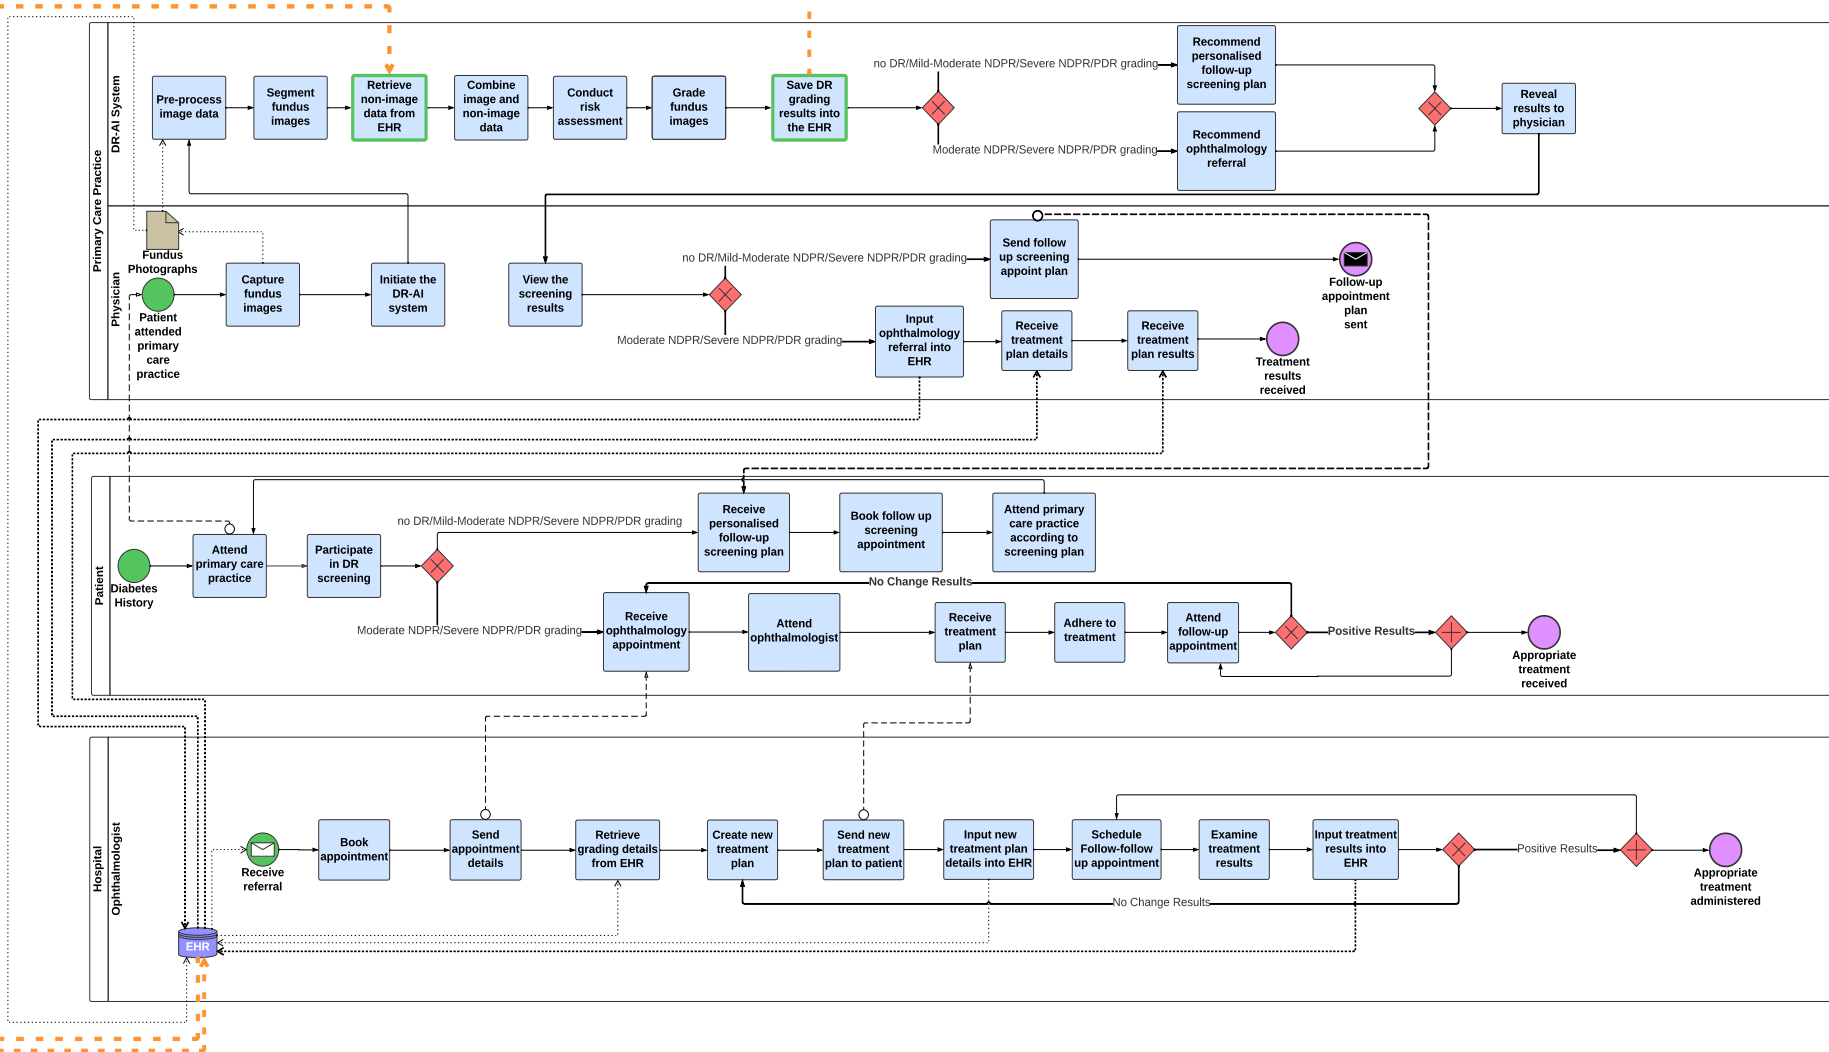 Primary Care Practice
DR-AI System
Pre-process
image data
Segment
fundus
images
Retrieve
non-image
data from
EHR
Combine
image and
non-image
data
Conduct
risk
assessment
Grade
fundus
images
Save DR
grading
results into
the EHR
no DR/Mild-Moderate NDPR/Severe NDPR/PDR grading
Moderate NDPR/Severe NDPR/PDR grading
Recommend
personalised
follow-up
screening plan
Recommend
ophthalmology
referral
Reveal
results to
physician
Physician
Fundus
Photographs
Patient
attended
primary
care
practice
Capture
fundus
images
Initiate the
DR-AI
system
View the
screening
results
no DR/Mild-Moderate NDPR/Severe NDPR/PDR grading
Moderate NDPR/Severe NDPR/PDR grading
Send follow
up screening
appoint plan
Follow-up
appointment
plan
sent
Input
ophthalmology
referral into
EHR
Receive
treatment
plan details
Receive
treatment
plan results
Treatment
results
received
Patient
Diabetes
History
Attend
primary care
practice
Participate
in DR
screening
no DR/Mild-Moderate NDPR/Severe NDPR/PDR grading
Moderate NDPR/Severe NDPR/PDR grading
Receive
personalised
follow-up
screening plan
Book follow up
screening
appointment
Attend primary
care practice
according to
screening plan
No Change Results
Receive
ophthalmology
appointment
Attend
ophthalmologist
Receive
treatment
plan
Adhere to
treatment
Attend
follow-up
appointment
Positive Results
Appropriate
treatment
received
Hospital
Ophthalmologist
Receive
referral
Book
appointment
Send
appointment
details
Retrieve
grading details
from EHR
Create new
treatment
plan
Send new
treatment
plan to patient
Input new
treatment plan
details into EHR
Schedule
Follow-follow
up appointment
Examine
treatment
results
Input treatment
results into
EHR
Positive Results
No Change Results
Appropriate
treatment
administered
EHR